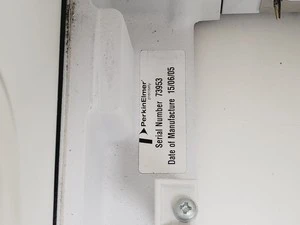 PerkinElmer
Serial Number 73953
Date of Manufacture 15/06/05